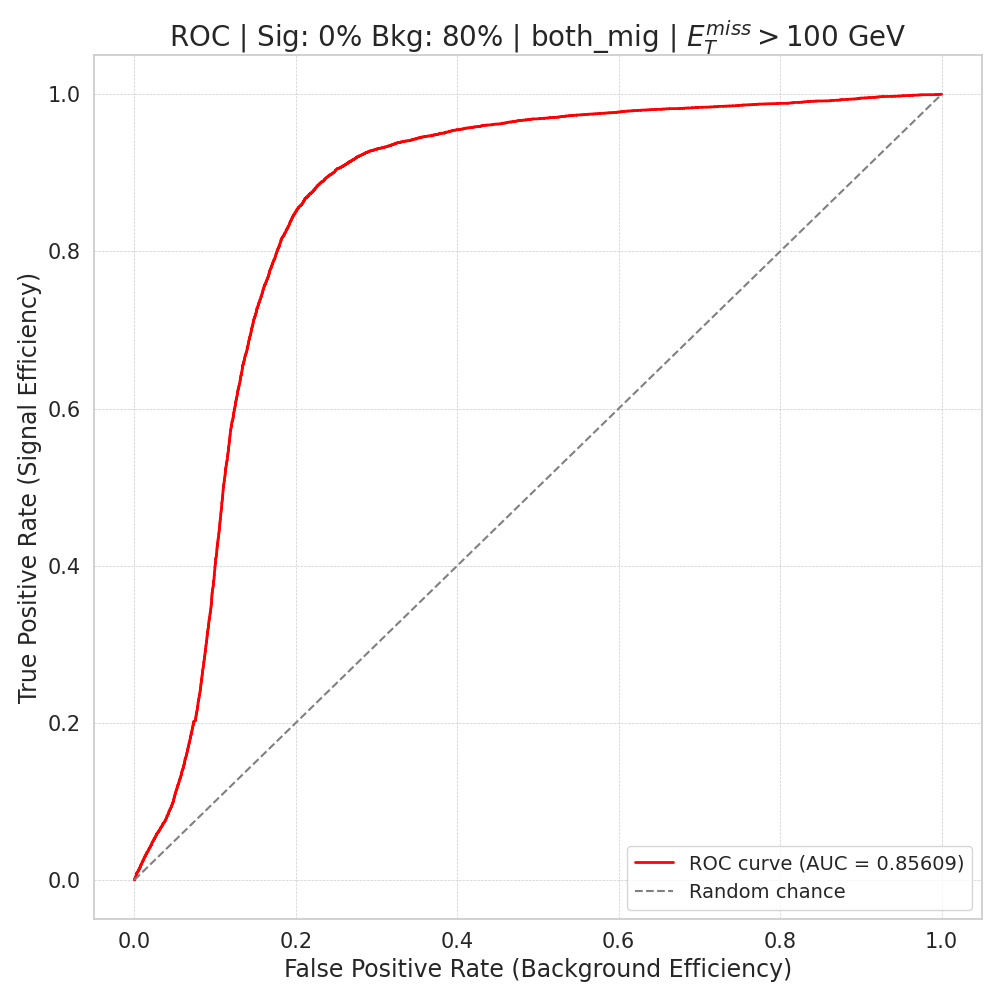 ROC | Sig: 0% Bkg: 80% | both_mig | $E_T^{miss} > 100$ GeV
1.0
0.8
0.6
0.4
0.2
0.0
True Positive Rate (Signal Efficiency)
ROC curve (AUC = 0.85609)
Random chance
0.0 0.2 0.4 0.6 0.8 1.0
False Positive Rate (Background Efficiency)